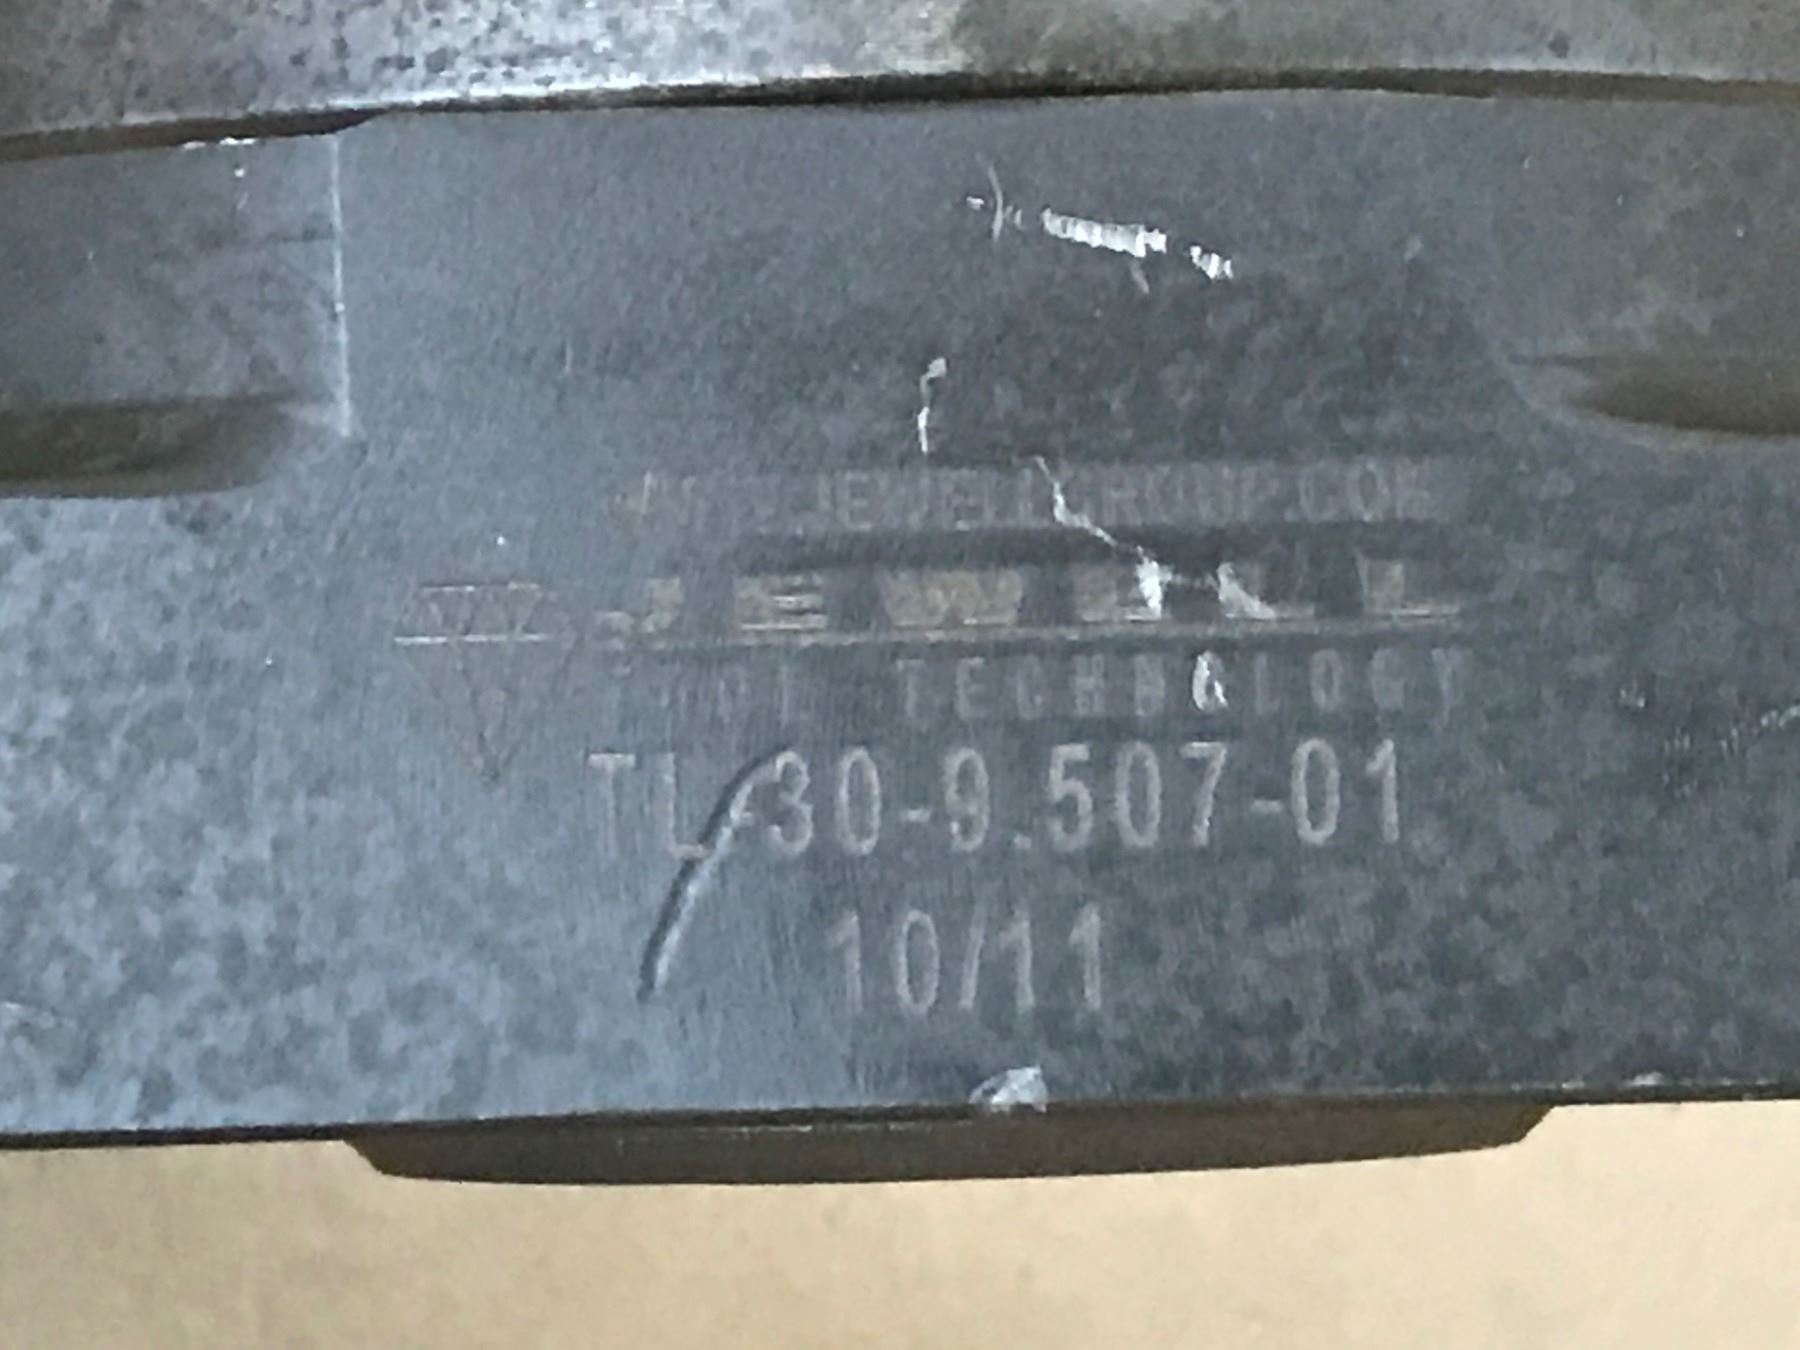 WWW.JEWELLGROUP.COM
JEWELL
TOOL TECHNOLOGY
TL-30-9.507-01
10/11